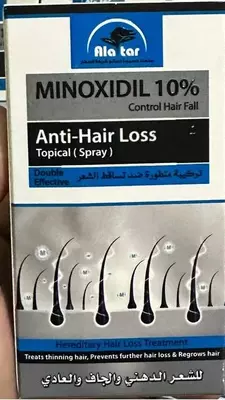 Ala tar
MINOXIDIL 10%
Control Hair Fall
Anti-Hair Loss
Topical ( Spray )
Double
Effective
تركيبة متطورة ضد تساقط الشعر
M
M
M
M
M
Hereditary Hair Loss Treatment
Treats thinning hair, Prevents further hair loss & Regrows hair
للشعر الدهني والجاف والعادي